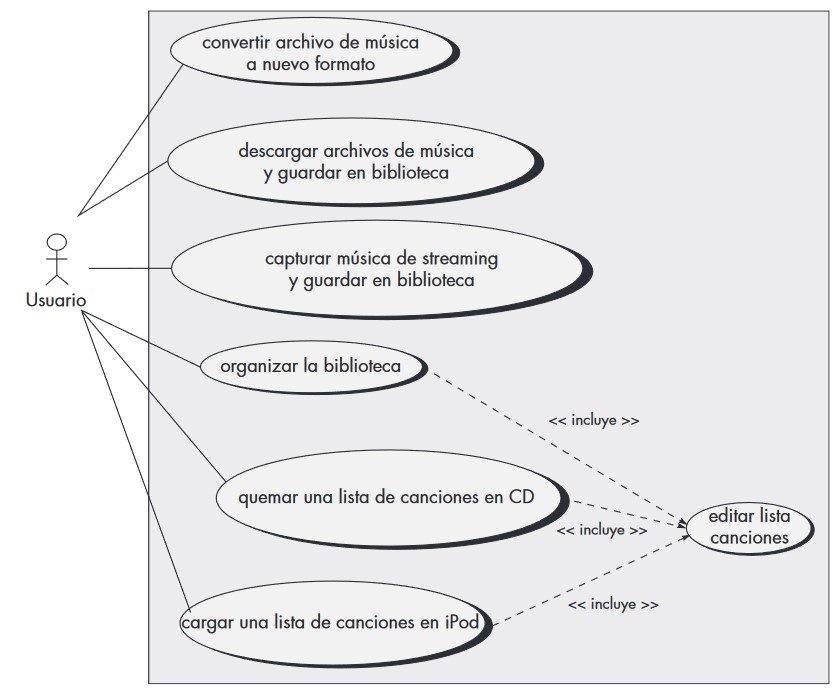 convertir archivo de música
a nuevo formato
descargar archivos de música
y guardar en biblioteca
capturar música de streaming
y guardar en biblioteca
Usuario
organizar la biblioteca
<< incluye >>
quemar una lista de canciones en CD
<< incluye >>
editar lista
canciones
<< incluye >>
cargar una lista de canciones en iPod